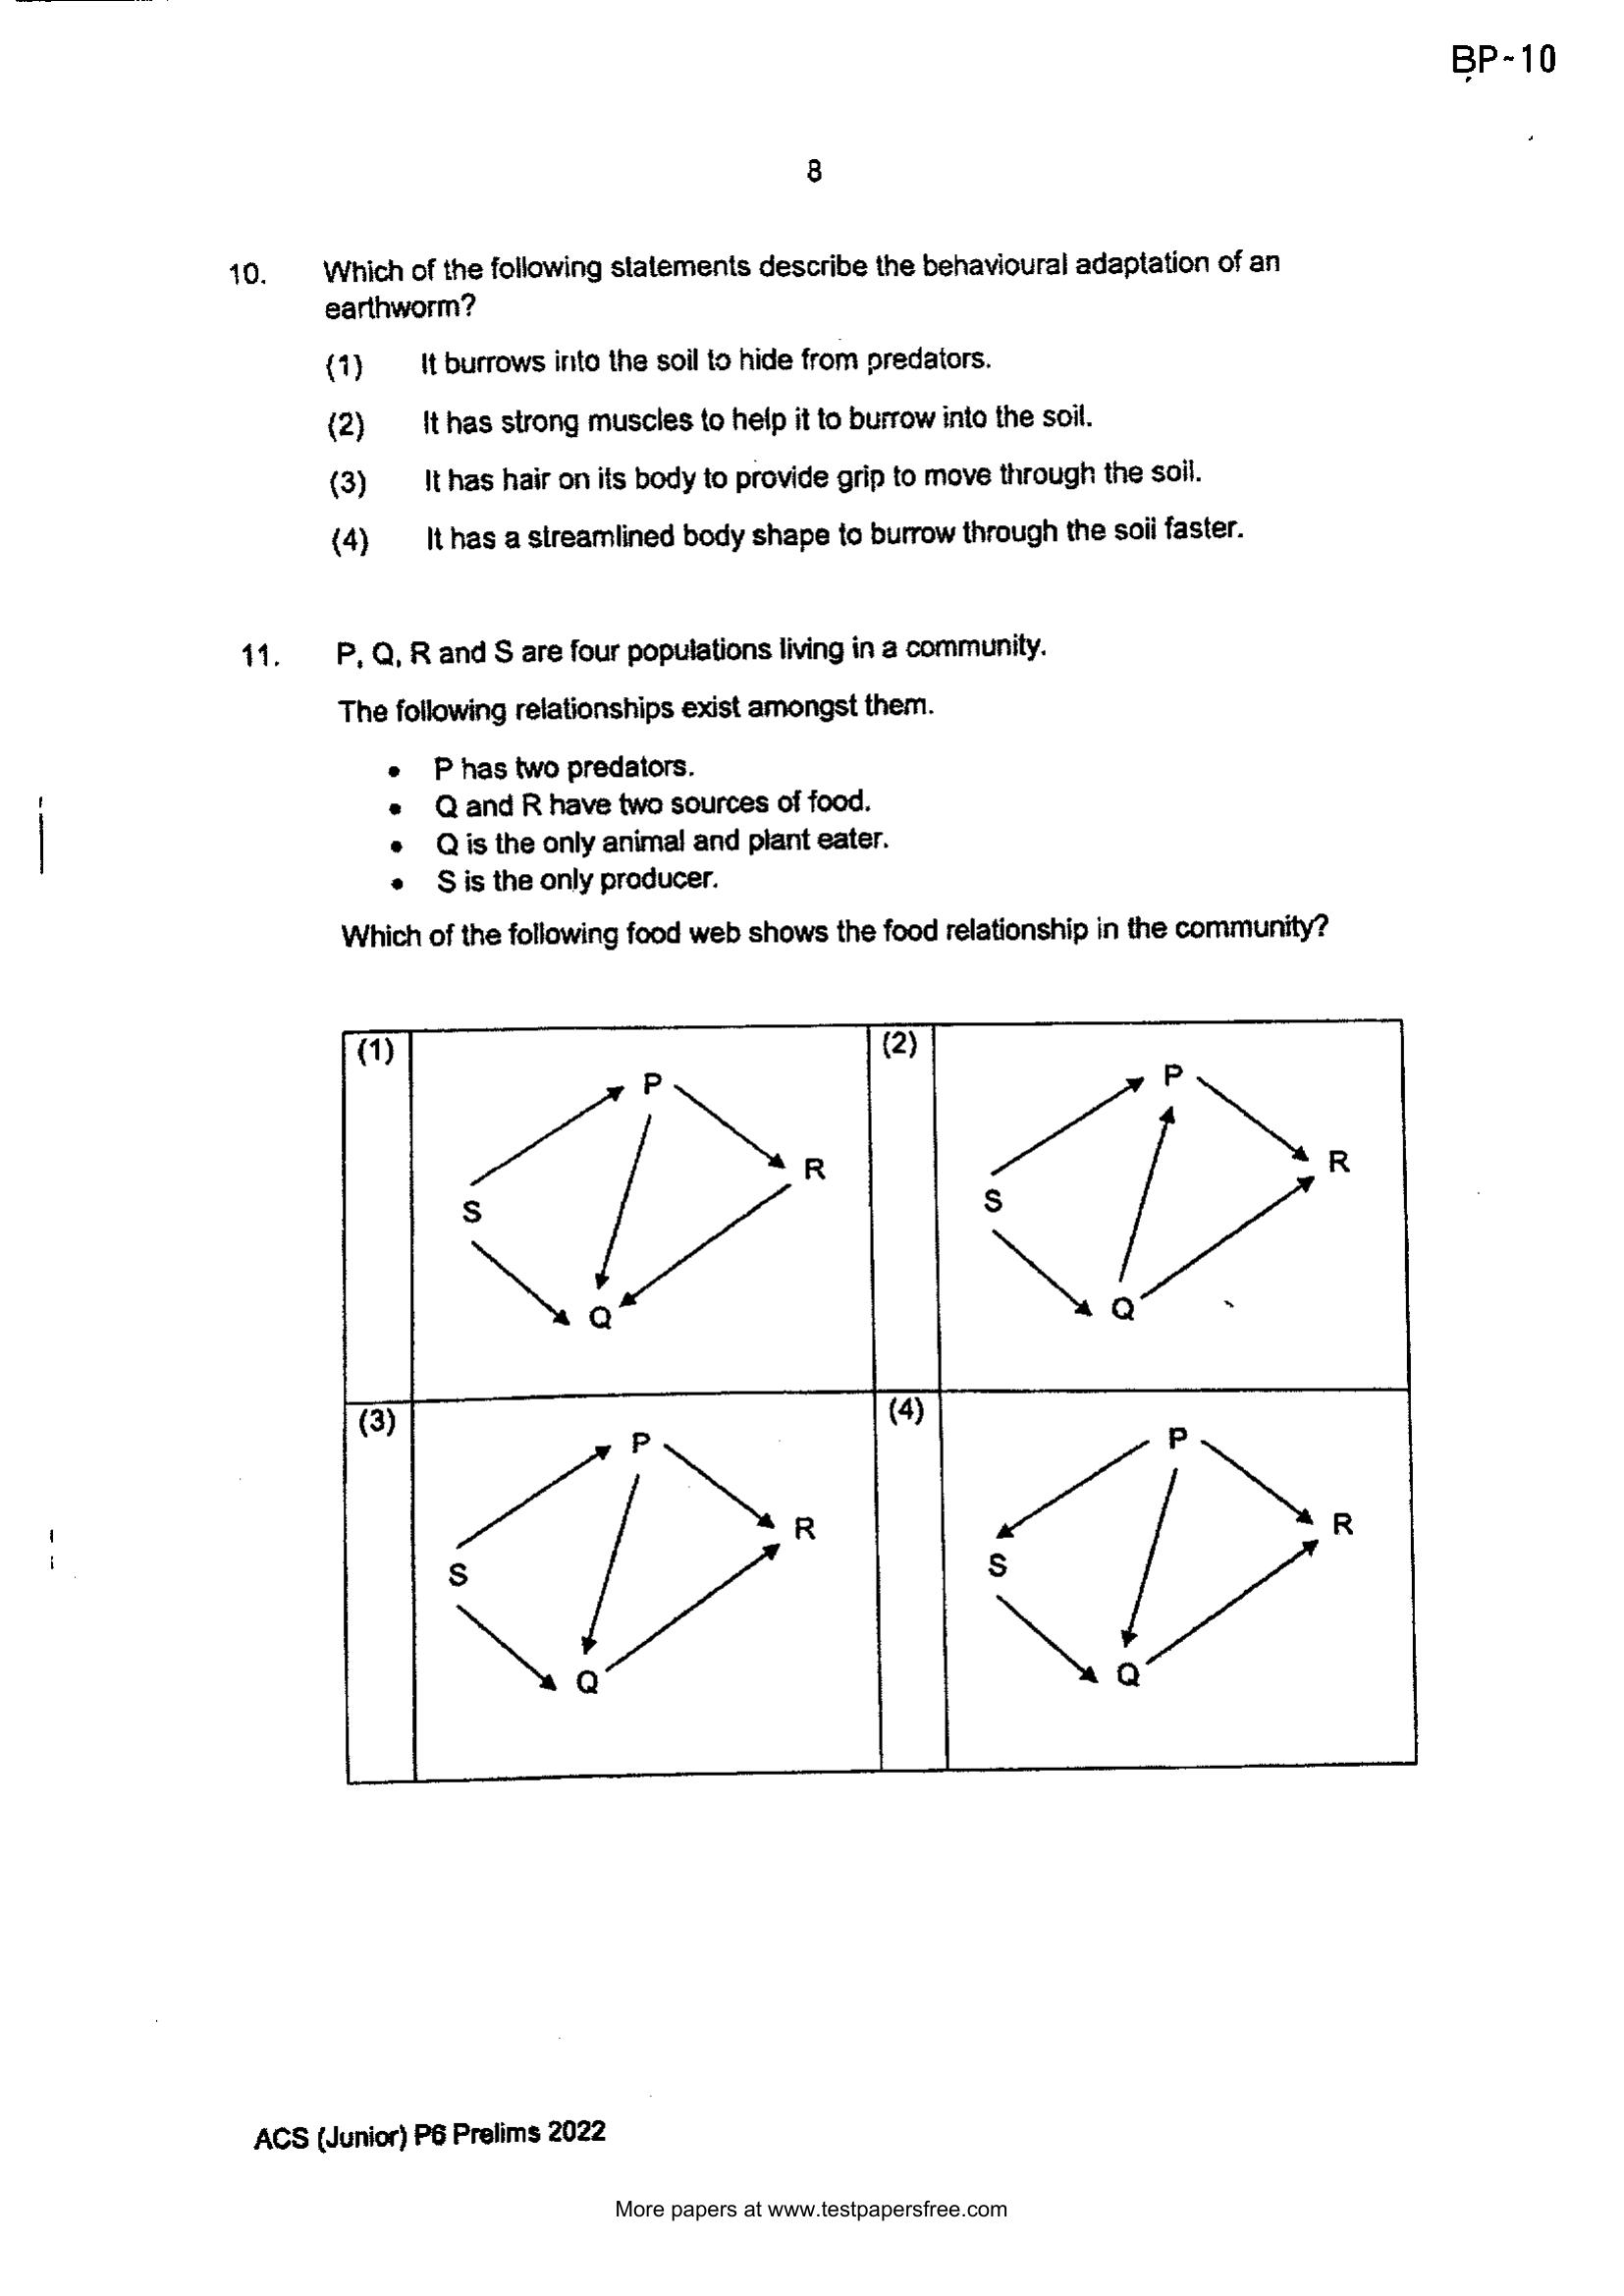 BP-10
8
10. Which of the following statements describe the behavioural adaptation of an
earthworm?
(1) It burrows into the soil to hide from predators.
(2) It has strong muscles to help it to burrow into the soil.
(3) It has hair on its body to provide grip to move through the soil.
(4) It has a streamlined body shape to burrow through the soil faster.
11. P, Q, R and S are four populations living in a community.
The following relationships exist amongst them.
• P has two predators.
• Q and R have two sources of food.
• Q is the only animal and plant eater.
• S is the only producer.
Which of the following food web shows the food relationship in the community?
(1)
P
R
S
Q
(2)
P
R
S
Q
(3)
P
R
S
Q
(4)
P
R
S
Q
ACS (Junior) P6 Prelims 2022
More papers at www.testpapersfree.com